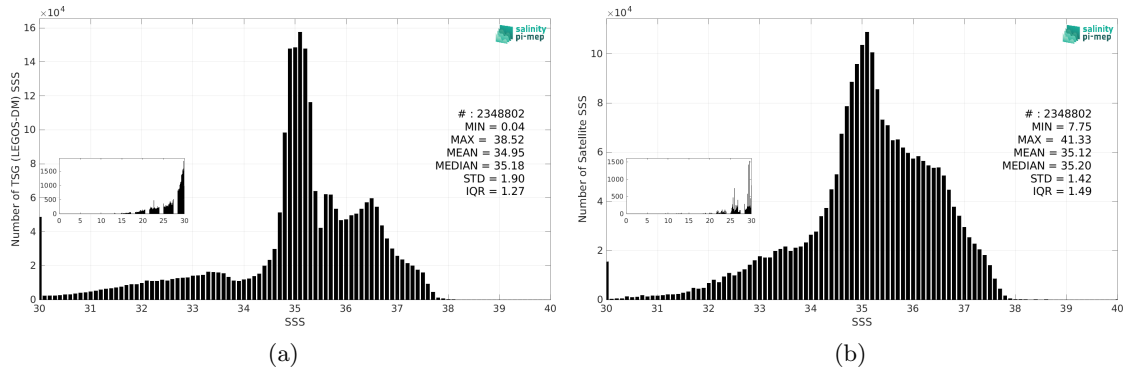 ×10⁴
16
14
12
10
8
6
4
2
0
Number of TSG (LEGOS-DM) SSS
30 31 32 33 34 35 36 37 38 39 40
SSS
salinity
pi-mep
# : 2348802
MIN = 0.04
MAX = 38.52
MEAN = 34.95
MEDIAN = 35.18
STD = 1.90
IQR = 1.27
1500
1000
500
0
0 5 10 15 20 25 30
(a)
×10⁴
10
8
6
4
2
0
Number of Satellite SSS
30 31 32 33 34 35 36 37 38 39 40
SSS
salinity
pi-mep
# : 2348802
MIN = 7.75
MAX = 41.33
MEAN = 35.12
MEDIAN = 35.20
STD = 1.42
IQR = 1.49
1500
1000
500
0
0 5 10 15 20 25 30
(b)